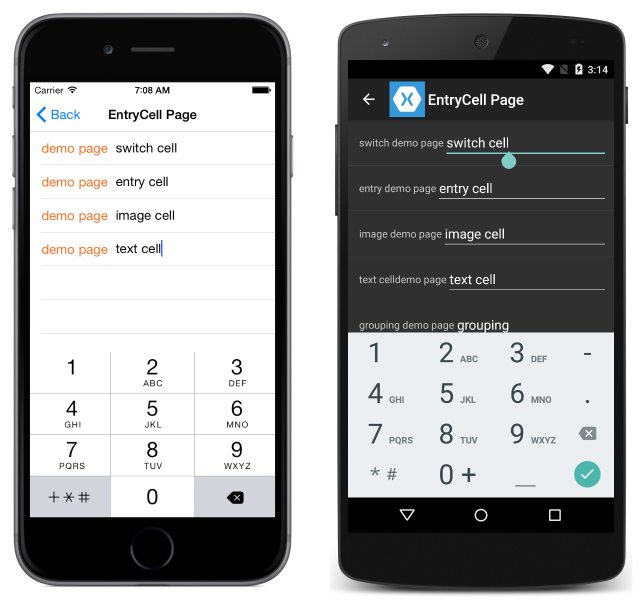 Carrier 7:08 AM
Back EntryCell Page
demo page switch cell
demo page entry cell
demo page image cell
demo page text cell
1 2 3
ABC DEF
4 5 6
GHI JKL MNO
7 8 9
PQRS TUV WXYZ
+*# 0
3:14
EntryCell Page
switch demo page switch cell
entry demo page entry cell
image demo page image cell
text celldemo page text cell
grouping demo page grouping
1 2 ABC 3 DEF -
4 GHI 5 JKL 6 MNO .
7 PQRS 8 TUV 9 WXYZ
* # 0 + _